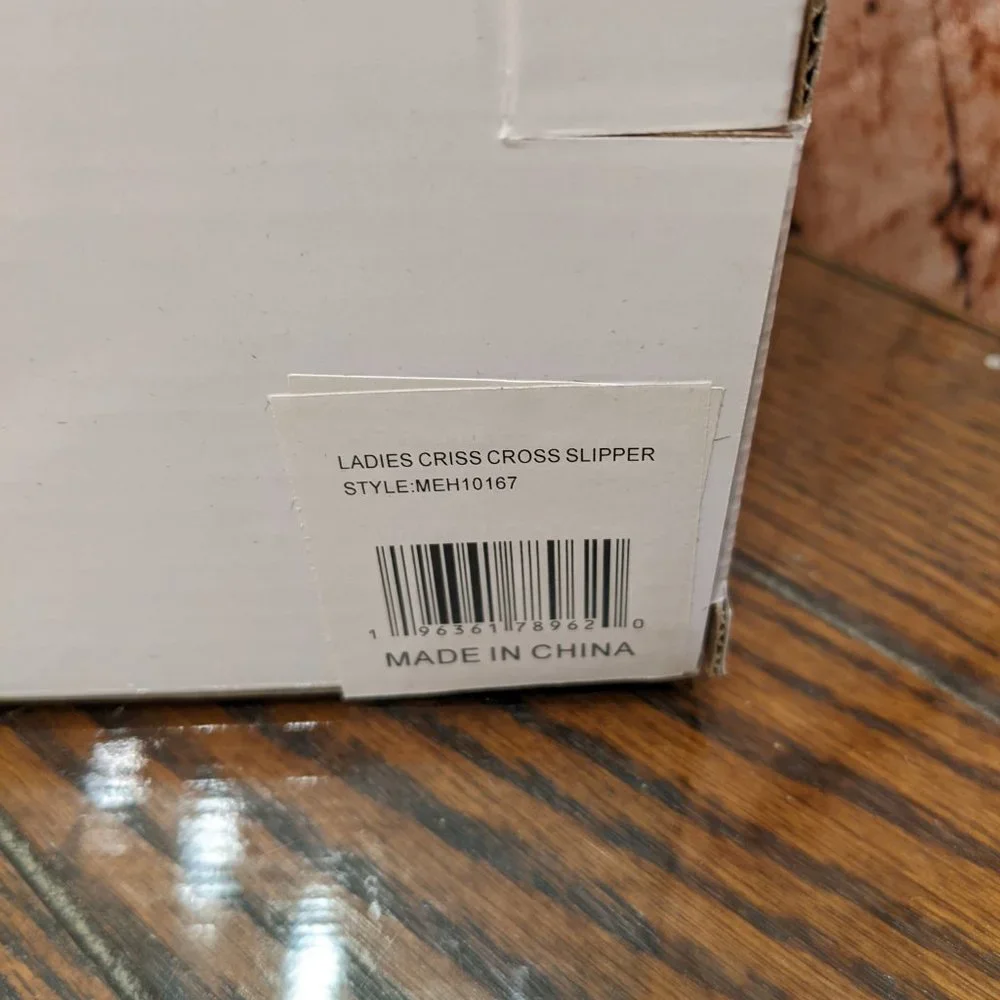 LADIES CRISS CROSS SLIPPER
STYLE:MEH10167
1 96361 78962 0
MADE IN CHINA